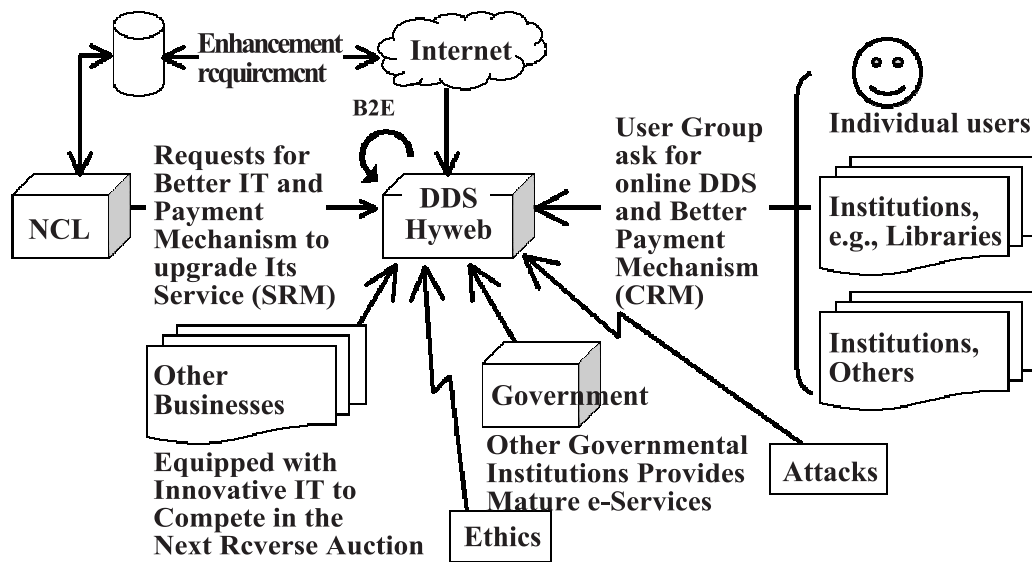 Enhancement
requirement
Internet
B2E
NCL
Requests for
Better IT and
Payment
Mechanism to
upgrade Its
Service (SRM)
DDS
Hyweb
User Group
ask for
online DDS
and Better
Payment
Mechanism
(CRM)
Individual users
Institutions,
e.g., Libraries
Institutions,
Others
Other
Businesses
Equipped with
Innovative IT to
Compete in the
Next Reverse Auction
Government
Other Governmental
Institutions Provides
Mature e-Services
Ethics
Attacks